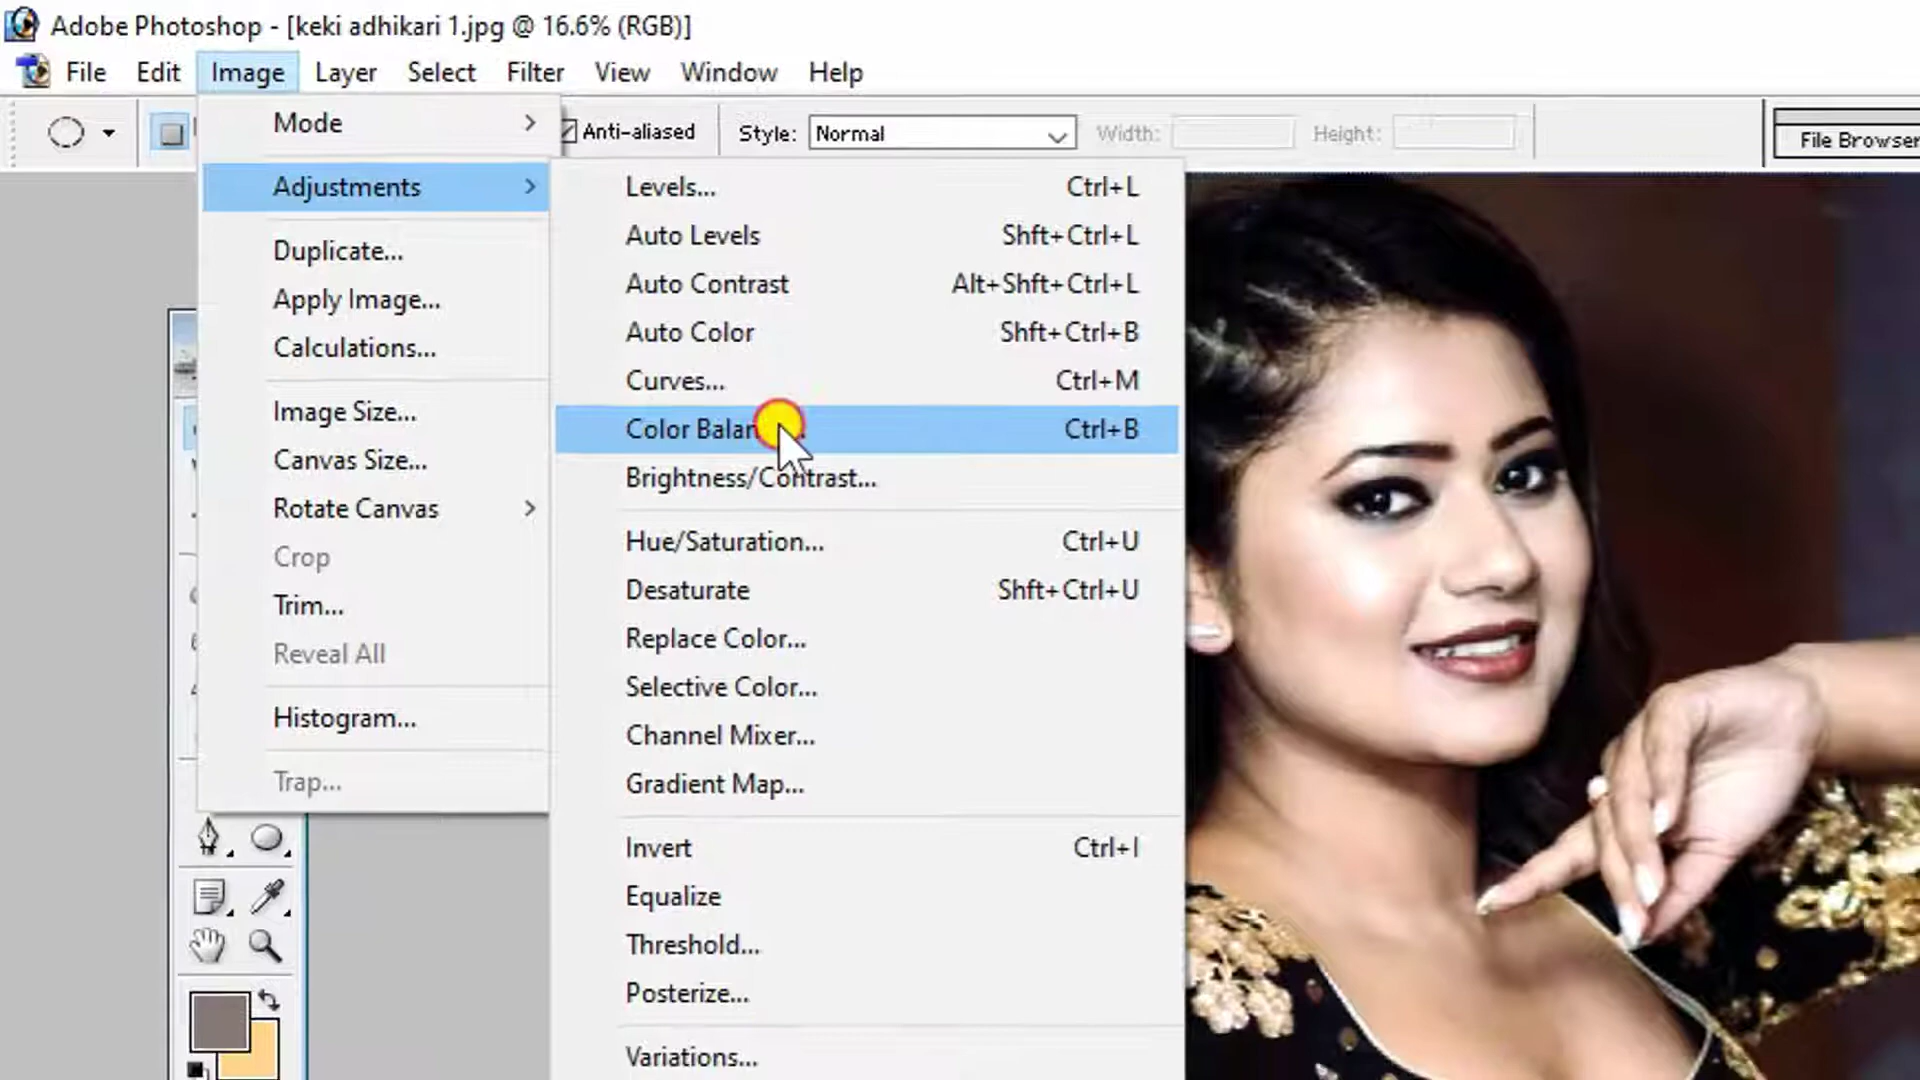 Adobe Photoshop - [keki adhikari 1.jpg @ 16.6% (RGB)]
File Edit Image Layer Select Filter View Window Help
Anti-aliased Style: Normal Width: Height: File Browser
Mode
Adjustments
Duplicate...
Apply Image...
Calculations...
Image Size...
Canvas Size...
Rotate Canvas
Crop
Trim...
Reveal All
Histogram...
Trap...
Levels... Ctrl+L
Auto Levels Shft+Ctrl+L
Auto Contrast Alt+Shft+Ctrl+L
Auto Color Shft+Ctrl+B
Curves... Ctrl+M
Color Balan Ctrl+B
Brightness/Contrast...
Hue/Saturation... Ctrl+U
Desaturate Shft+Ctrl+U
Replace Color...
Selective Color...
Channel Mixer...
Gradient Map...
Invert Ctrl+I
Equalize
Threshold...
Posterize...
Variations...